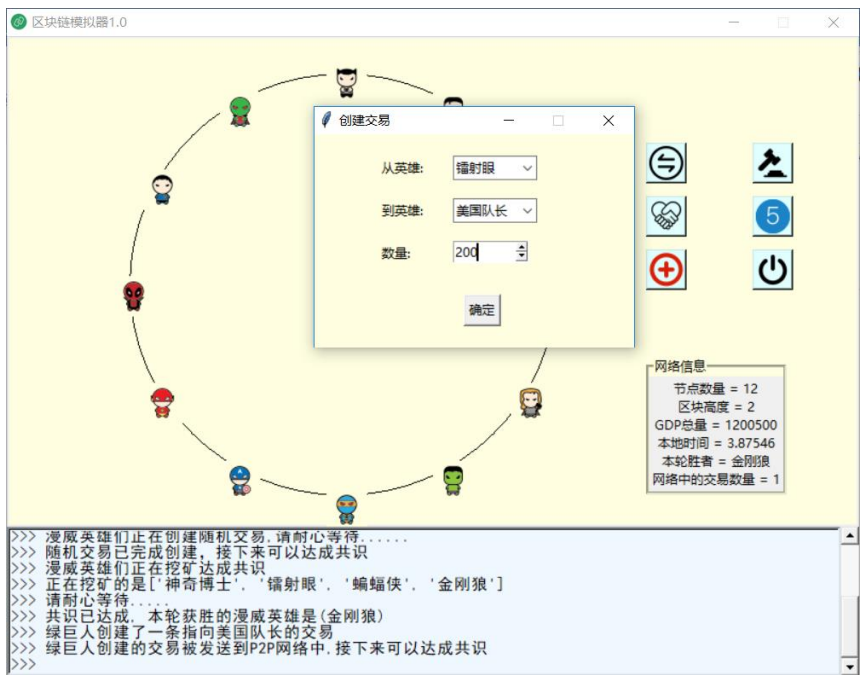 区块链模拟器1.0
创建交易
从英雄: 镭射眼
到英雄: 美国队长
数量: 200
确定
5
网络信息
节点数量 = 12
区块高度 = 2
GDP总量 = 1200500
本地时间 = 3.87546
本轮胜者 = 金刚狼
网络中的交易数量 = 1
>>> 漫威英雄们正在创建随机交易,请耐心等待......
>>> 随机交易已完成创建, 接下来可以达成共识
>>> 漫威英雄们正在挖矿达成共识
>>> 正在挖矿的是['神奇博士', '镭射眼', '蝙蝠侠', '金刚狼']
>>> 请耐心等待.....
>>> 共识已达成, 本轮获胜的漫威英雄是(金刚狼)
>>> 绿巨人创建了一条指向美国队长的交易
>>> 绿巨人创建的交易被发送到P2P网络中,接下来可以达成共识
>>>